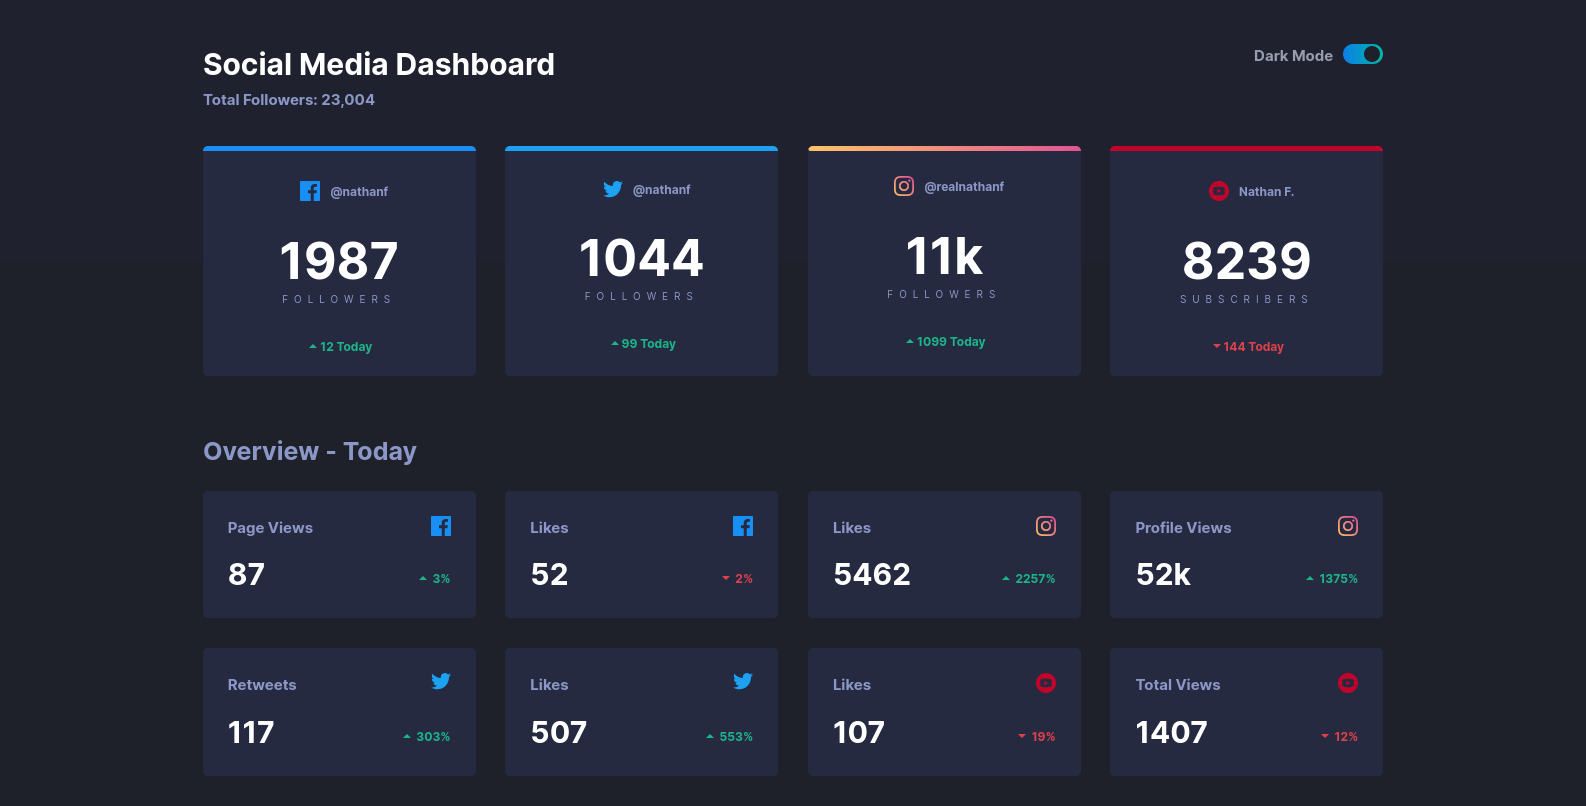 Social Media Dashboard
Dark Mode
Total Followers: 23,004
@nathanf
1987
FOLLOWERS
12 Today
@nathanf
1044
FOLLOWERS
99 Today
@realnathanf
11k
FOLLOWERS
1099 Today
Nathan F.
8239
SUBSCRIBERS
144 Today
Overview - Today
Page Views
87
3%
Likes
52
2%
Likes
5462
2257%
Profile Views
52k
1375%
Retweets
117
303%
Likes
507
553%
Likes
107
19%
Total Views
1407
12%